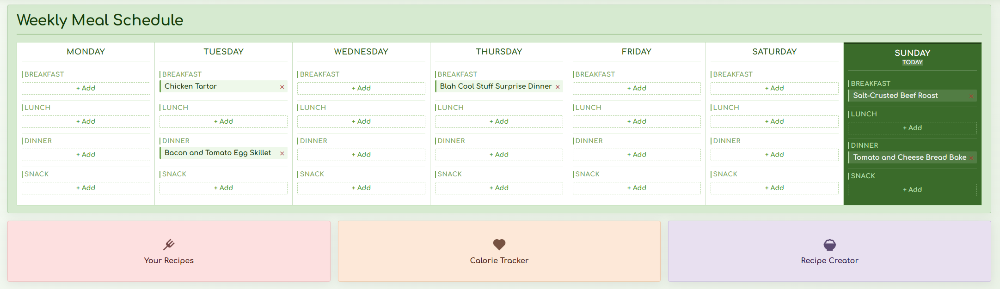 Weekly Meal Schedule
MONDAY
BREAKFAST
+ Add
LUNCH
+ Add
DINNER
+ Add
SNACK
+ Add
TUESDAY
BREAKFAST
Chicken Tartar ×
LUNCH
+ Add
DINNER
Bacon and Tomato Egg Skillet ×
SNACK
+ Add
WEDNESDAY
BREAKFAST
+ Add
LUNCH
+ Add
DINNER
+ Add
SNACK
+ Add
THURSDAY
BREAKFAST
Blah Cool Stuff Surprise Dinner ×
LUNCH
+ Add
DINNER
+ Add
SNACK
+ Add
FRIDAY
BREAKFAST
+ Add
LUNCH
+ Add
DINNER
+ Add
SNACK
+ Add
SATURDAY
BREAKFAST
+ Add
LUNCH
+ Add
DINNER
+ Add
SNACK
+ Add
SUNDAY
TODAY
BREAKFAST
Salt-Crusted Beef Roast ×
LUNCH
+ Add
DINNER
Tomato and Cheese Bread Bake ×
SNACK
+ Add
Your Recipes
Calorie Tracker
Recipe Creator